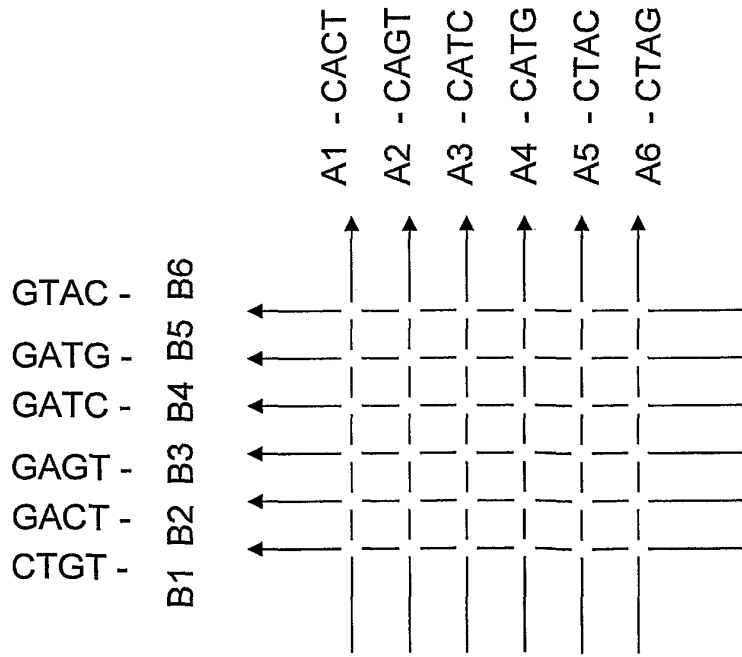 A1 - CACT
A2 - CAGT
A3 - CATC
A4 - CATG
A5 - CTAC
A6 - CTAG
GTAC - B6
GATG - B5
GATC - B4
GAGT - B3
GACT - B2
CTGT - B1